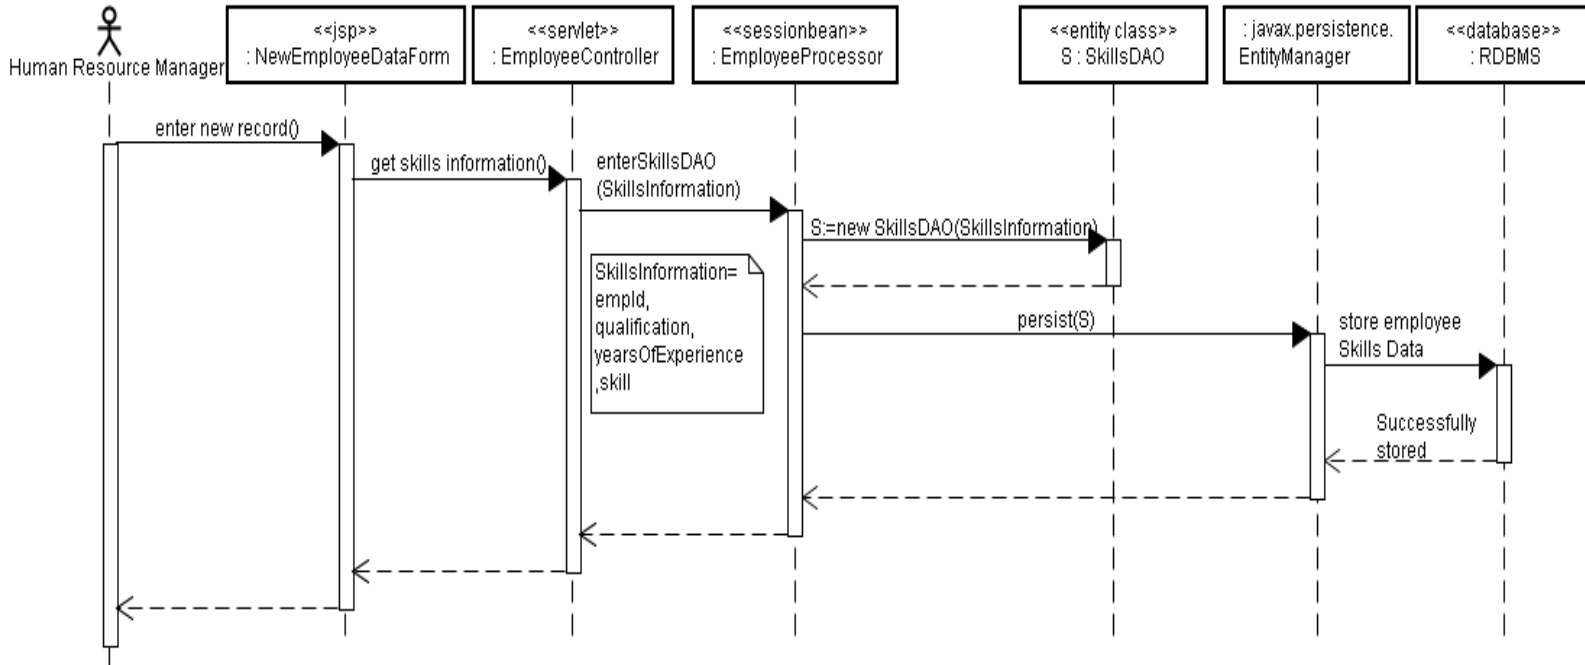 Human Resource Manager
<<jsp>>
: NewEmployeeDataForm
<<servlet>>
: EmployeeController
<<sessionbean>>
: EmployeeProcessor
<<entity class>>
S : SkillsDAO
: javax.persistence.
EntityManager
<<database>>
: RDBMS
enter new record()
get skills information()
enterSkillsDAO
(SkillsInformation)
S:=new SkillsDAO(SkillsInformation)
SkillsInformation=
empId,
qualification,
yearsOfExperience
,skill
persist(S)
store employee
Skills Data
Successfully
stored